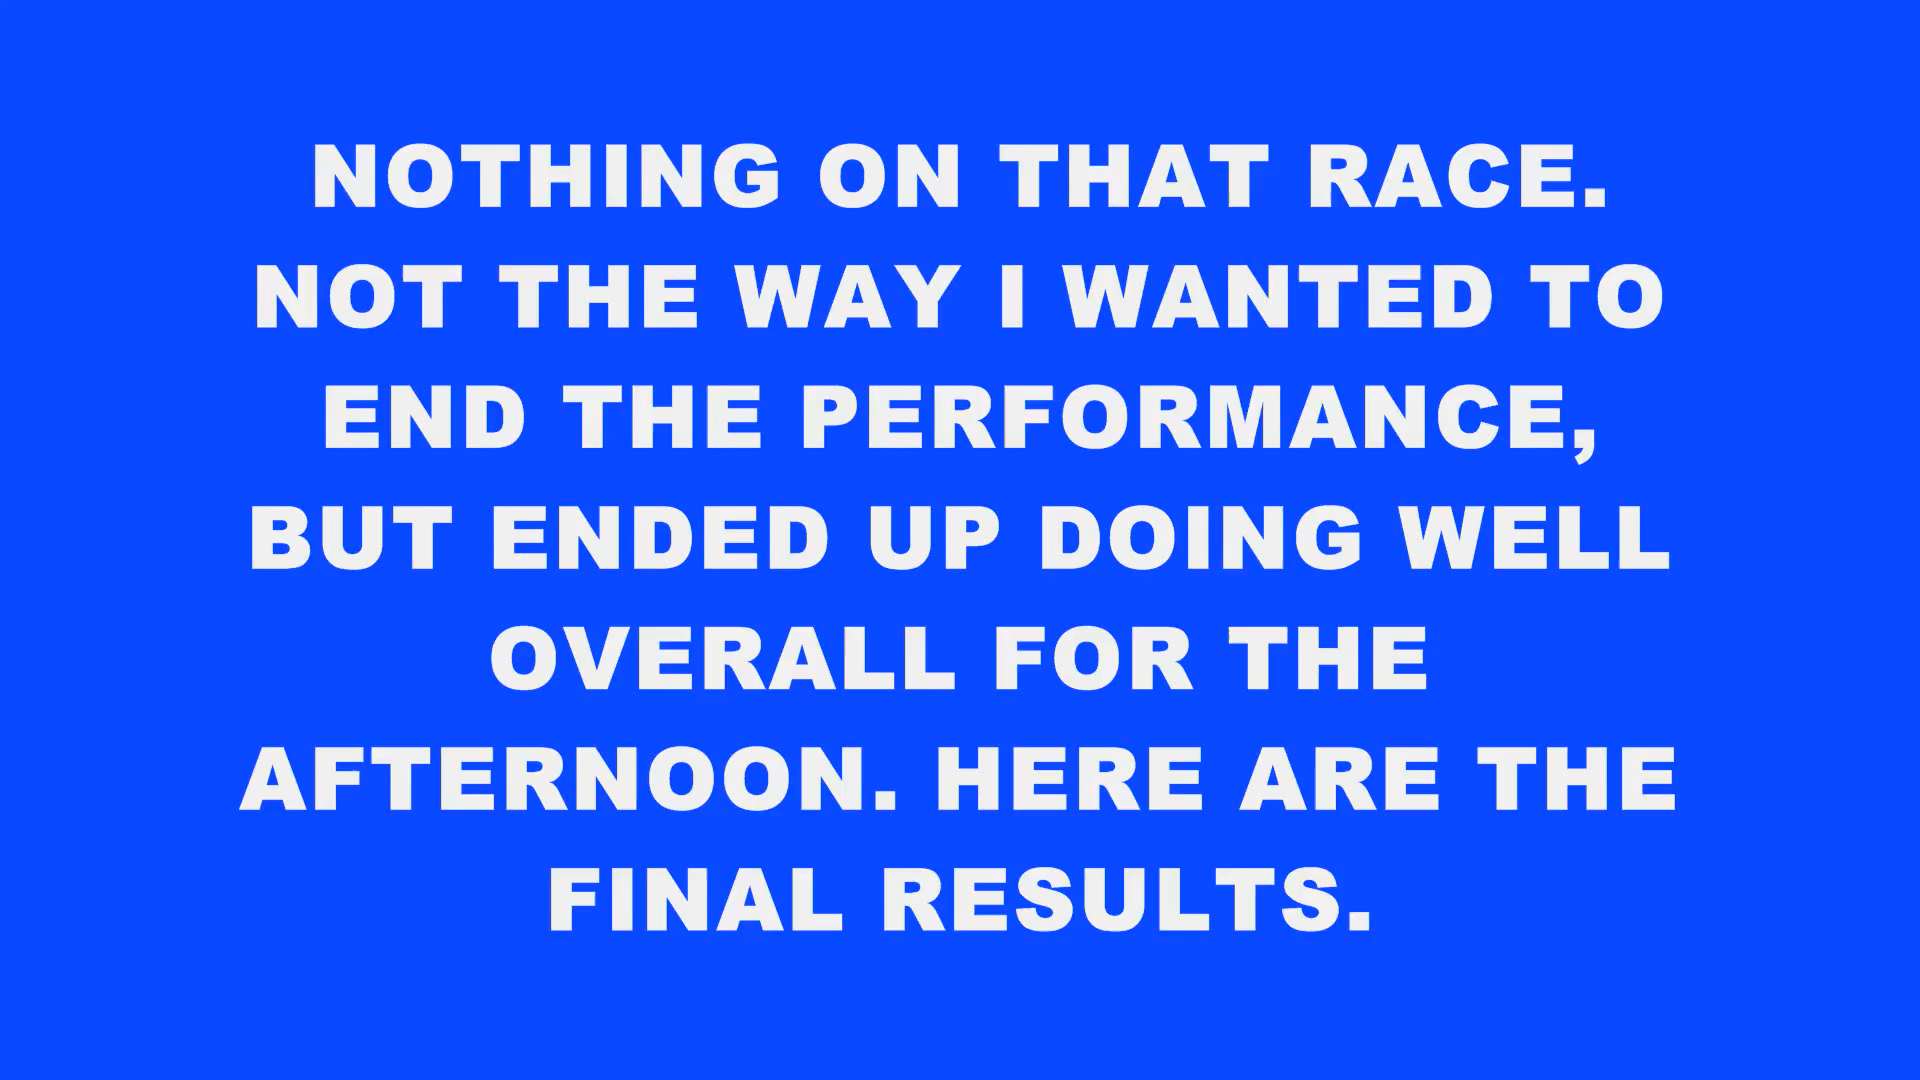 NOTHING ON THAT RACE.
NOT THE WAY I WANTED TO
END THE PERFORMANCE,
BUT ENDED UP DOING WELL
OVERALL FOR THE
AFTERNOON. HERE ARE THE
FINAL RESULTS.